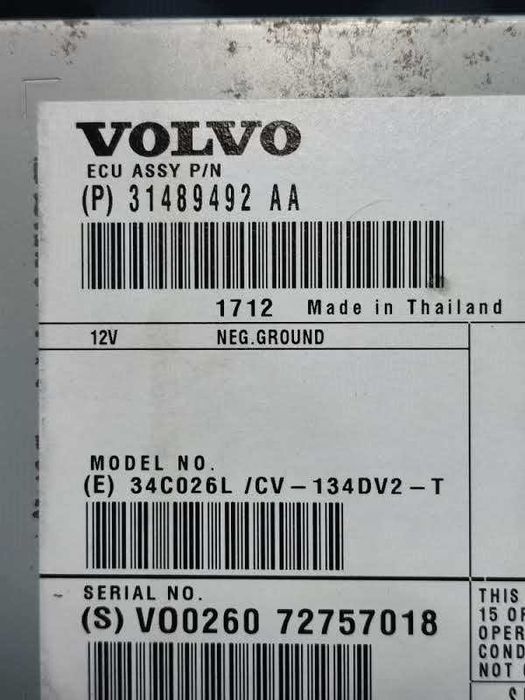 VOLVO
ECU ASSY P/N
(P) 31489492 AA
1712 Made in Thailand
12V NEG.GROUND
MODEL NO.
(E) 34C026L /CV-134DV2-T
SERIAL NO.
(S) V00260 72757018
THIS
15 OF
OPER
COND
NOT